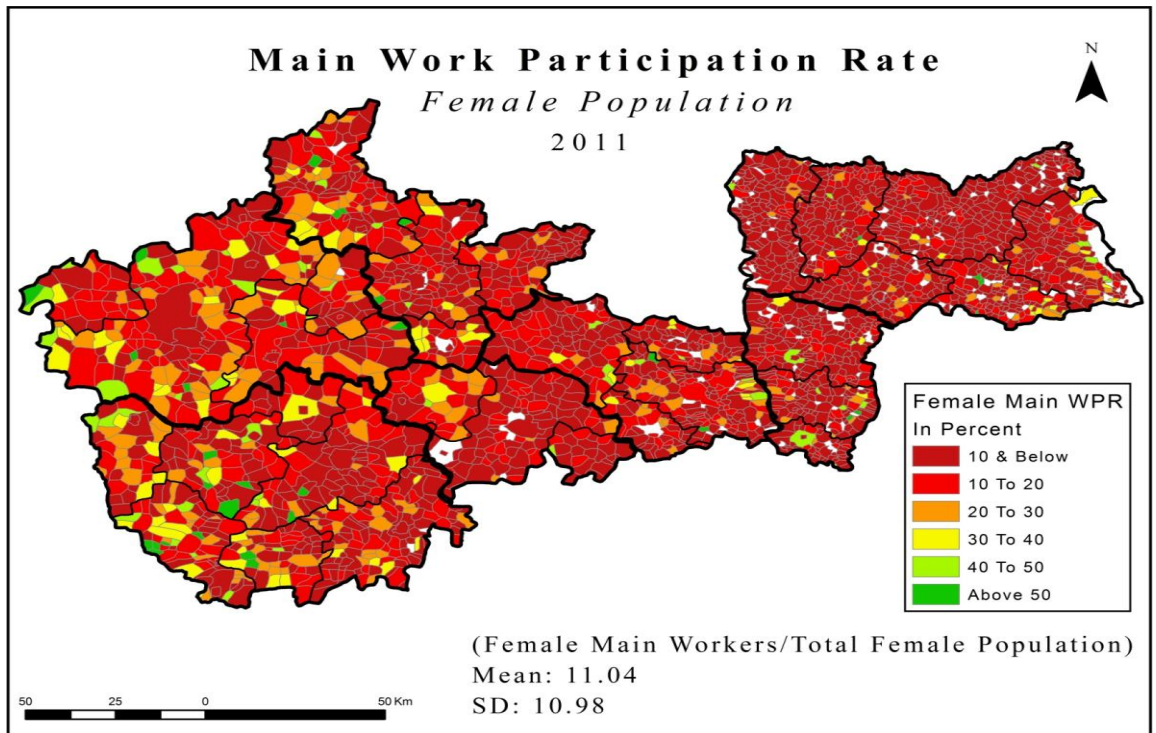 Main Work Participation Rate
Female Population
2011
N
Female Main WPR
In Percent
10 & Below
10 To 20
20 To 30
30 To 40
40 To 50
Above 50
(Female Main Workers/Total Female Population)
Mean: 11.04
SD: 10.98
50 25 0 50 Km